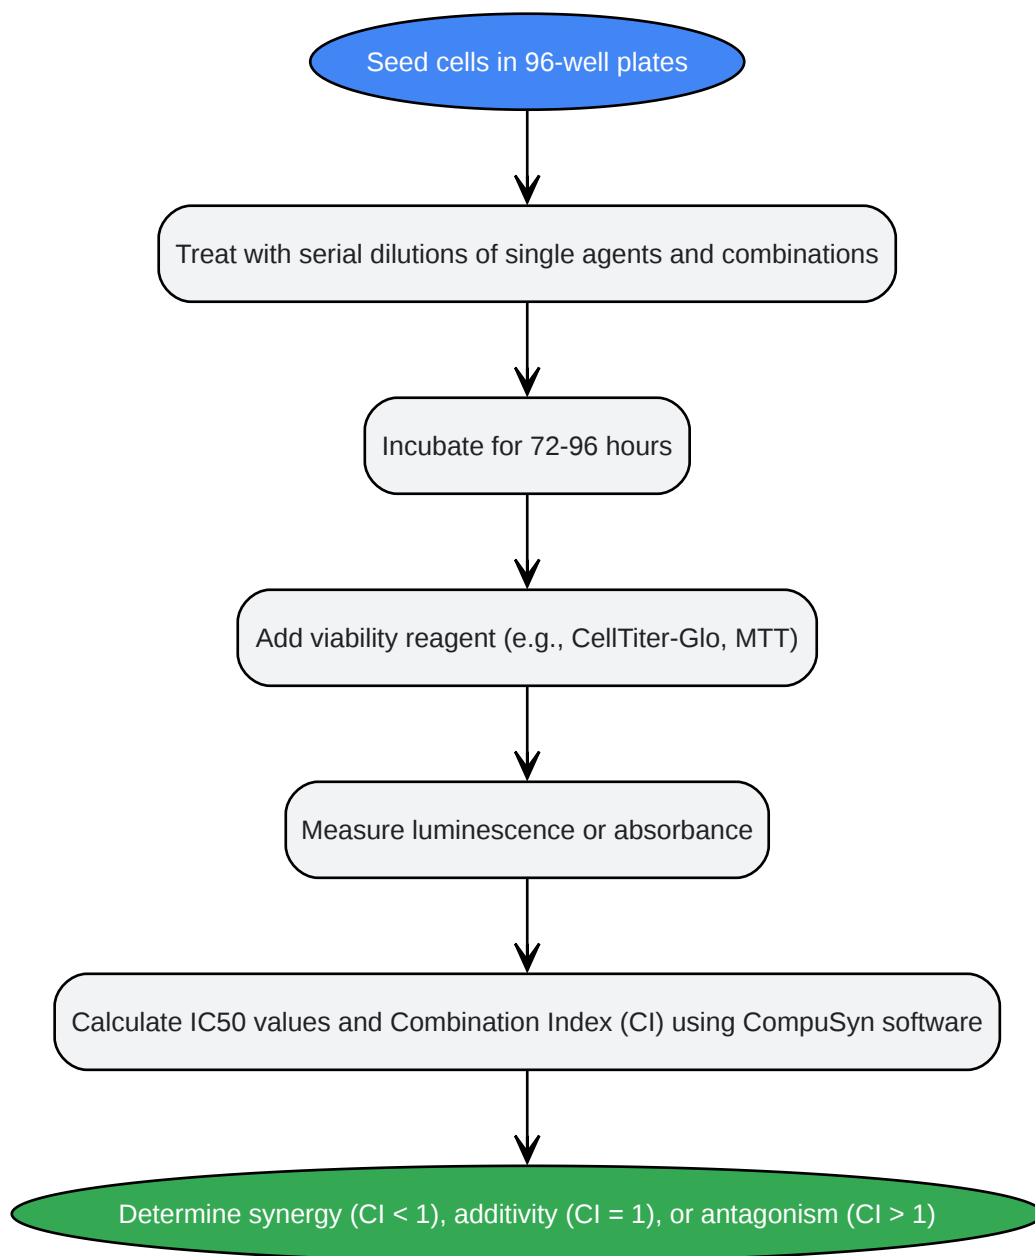 Seed cells in 96-well plates
Treat with serial dilutions of single agents and combinations
Incubate for 72-96 hours
Add viability reagent (e.g., CellTiter-Glo, MTT)
Measure luminescence or absorbance
Calculate IC50 values and Combination Index (CI) using CompuSyn software
Determine synergy (CI < 1), additivity (CI = 1), or antagonism (CI > 1)